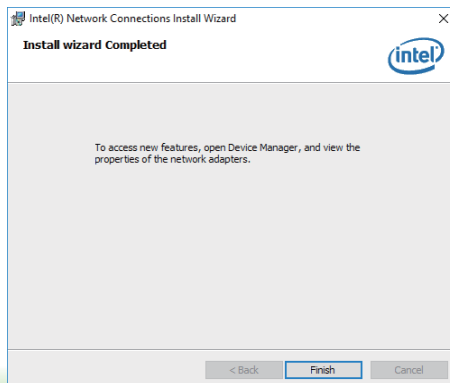 Intel(R) Network Connections Install Wizard
Install wizard Completed
intel
To access new features, open Device Manager, and view the
properties of the network adapters.
< Back
Finish
Cancel